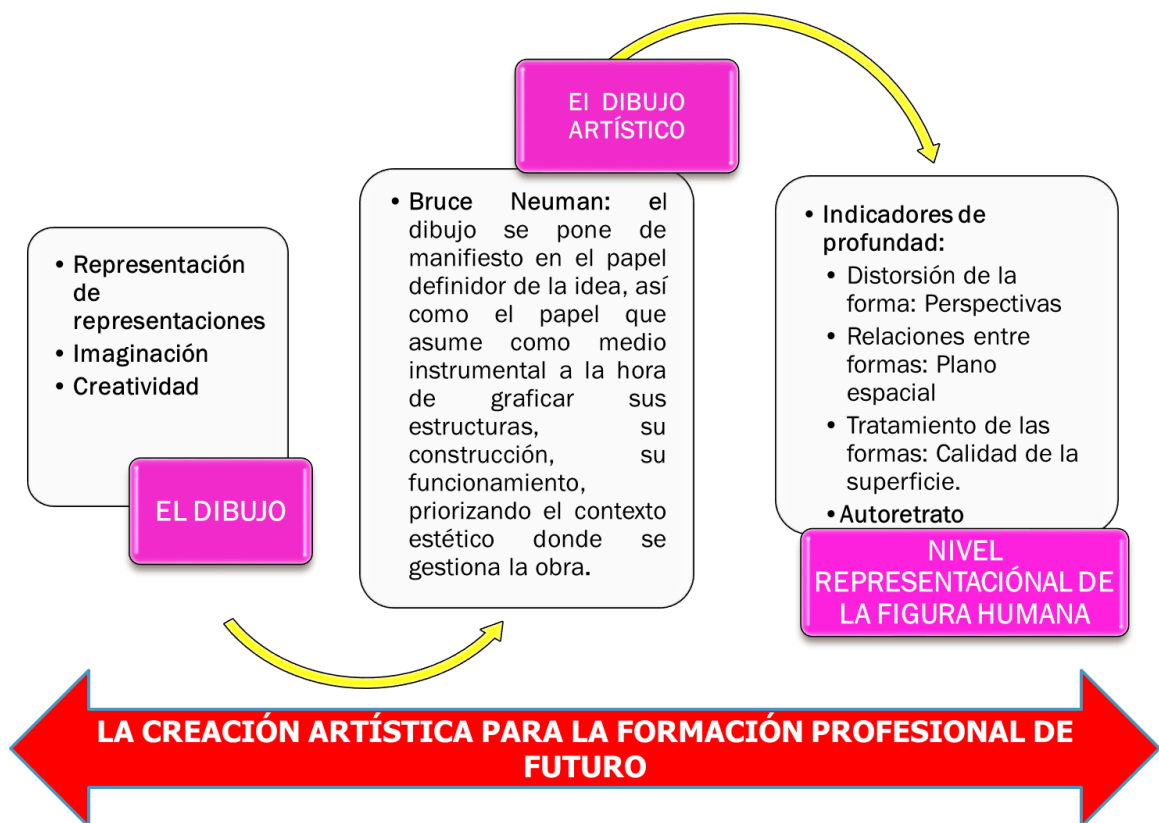 El DIBUJO
ARTÍSTICO
• Representación
de
representaciones
• Imaginación
• Creatividad
EL DIBUJO
• Bruce Neuman: el
dibujo se pone de
manifiesto en el papel
definidor de la idea, así
como el papel que
asume como medio
instrumental a la hora
de graficar sus
estructuras, su
construcción, su
funcionamiento,
priorizando el contexto
estético donde se
gestiona la obra.
• Indicadores de
profundad:
• Distorsión de la
forma: Perspectivas
• Relaciones entre
formas: Plano
espacial
• Tratamiento de las
formas: Calidad de la
superficie.
• Autoretrato
NIVEL
REPRESENTACIÓNAL DE
LA FIGURA HUMANA
LA CREACIÓN ARTÍSTICA PARA LA FORMACIÓN PROFESIONAL DE
FUTURO